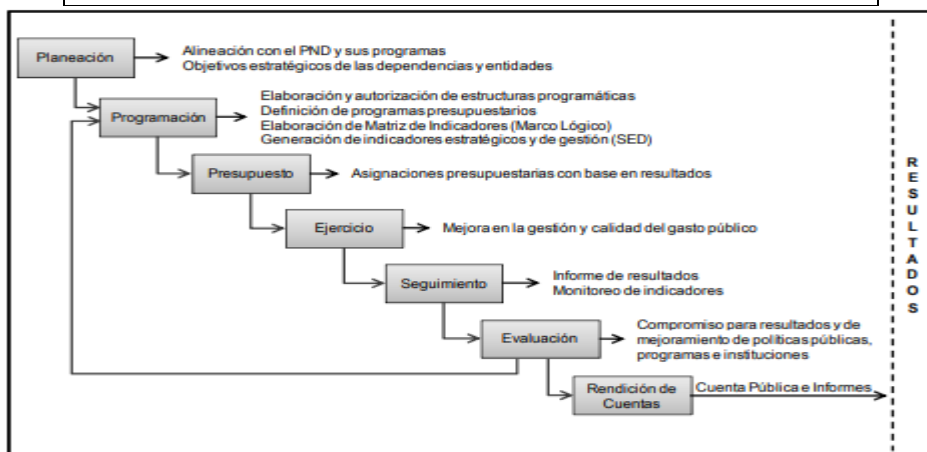 Planeación
Alineación con el PND y sus programas
Objetivos estratégicos de las dependencias y entidades
Programación
Elaboración y autorización de estructuras programáticas
Definición de programas presupuestarios
Elaboración de Matriz de Indicadores (Marco Lógico)
Generación de indicadores estratégicos y de gestión (SED)
Presupuesto
Asignaciones presupuestarias con base en resultados
Ejercicio
Mejora en la gestión y calidad del gasto público
Seguimiento
Informe de resultados
Monitoreo de indicadores
Evaluación
Compromiso para resultados y de
mejoramiento de políticas públicas,
programas e instituciones
Rendición de
Cuentas
Cuenta Pública e Informes
RESULTADOS